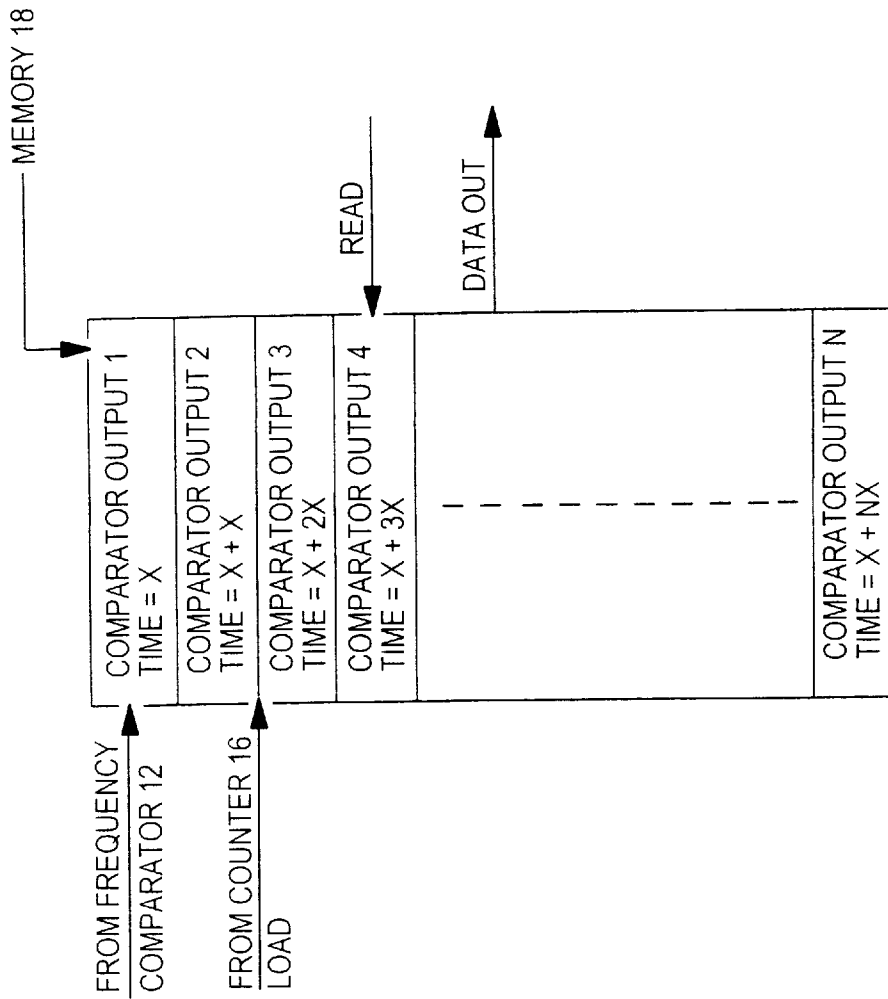 MEMORY 18
FROM FREQUENCY
COMPARATOR 12
FROM COUNTER 16
LOAD
COMPARATOR OUTPUT 1
TIME = X
COMPARATOR OUTPUT 2
TIME = X + X
COMPARATOR OUTPUT 3
TIME = X + 2X
COMPARATOR OUTPUT 4
TIME = X + 3X
COMPARATOR OUTPUT N
TIME = X + NX
READ
DATA OUT